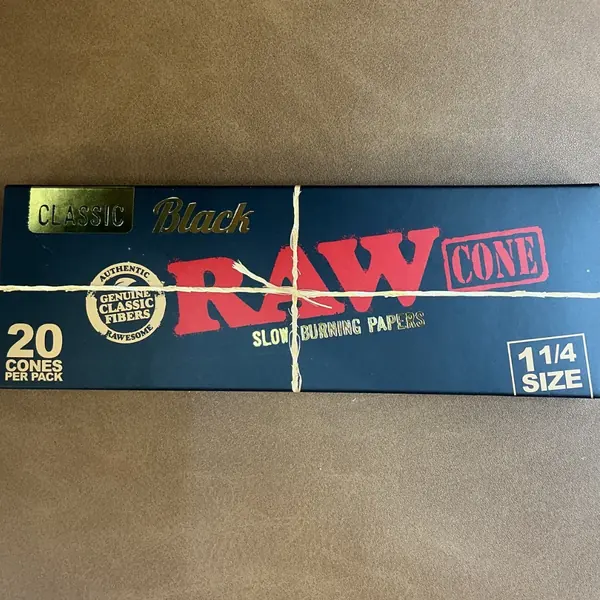 CLASSIC
Black
RAW
CONE
SLOW BURNING PAPERS
AUTHENTIC
GENUINE
CLASSIC
FIBERS
RAWESOME
20
CONES
PER PACK
1 1/4
SIZE